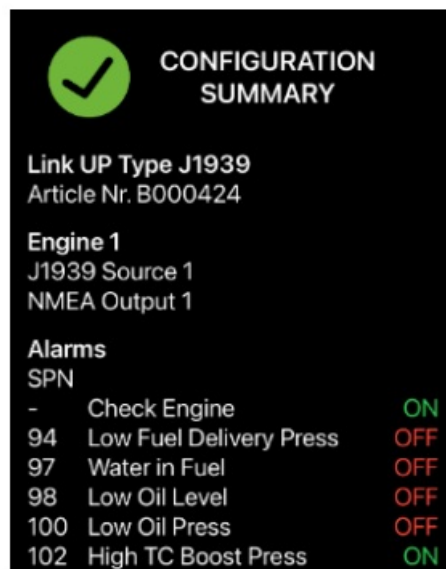 CONFIGURATION
SUMMARY
Link UP Type J1939
Article Nr. B000424
Engine 1
J1939 Source 1
NMEA Output 1
Alarms
SPN
- Check Engine ON
94 Low Fuel Delivery Press OFF
97 Water in Fuel OFF
98 Low Oil Level OFF
100 Low Oil Press OFF
102 High TC Boost Press ON